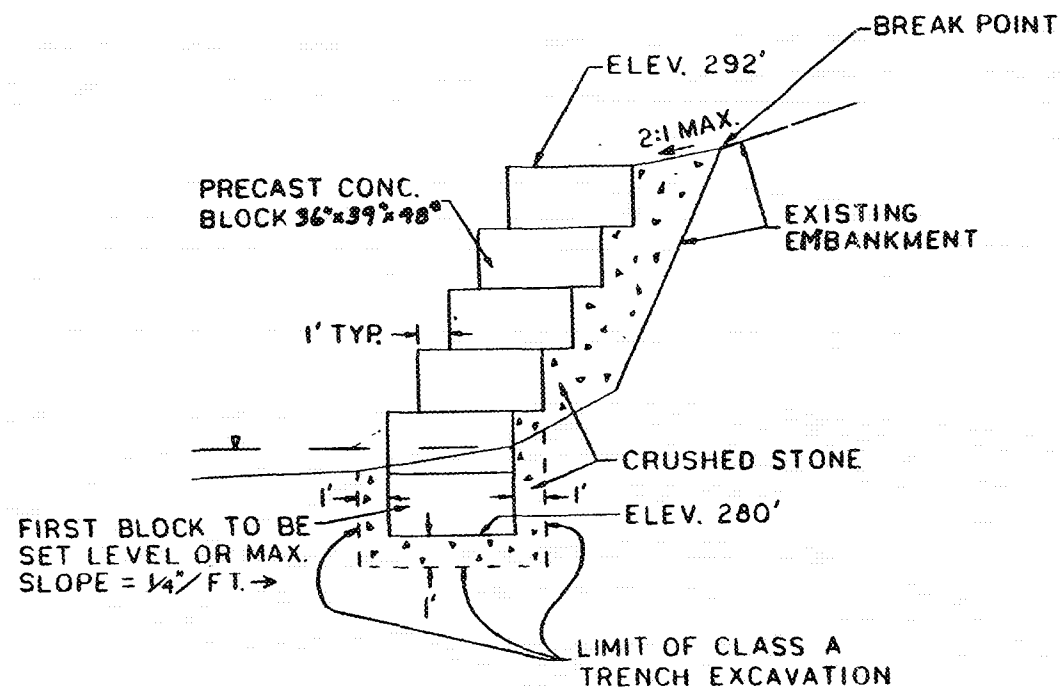 BREAK POINT
ELEV. 292'
2:1 MAX.
PRECAST CONC.
BLOCK 36"x39"x48"
EXISTING
EMBANKMENT
1' TYP.
CRUSHED STONE
1'
1'
FIRST BLOCK TO BE
SET LEVEL OR MAX.
SLOPE = 1/4"/FT. →
ELEV. 280'
1'
LIMIT OF CLASS A
TRENCH EXCAVATION